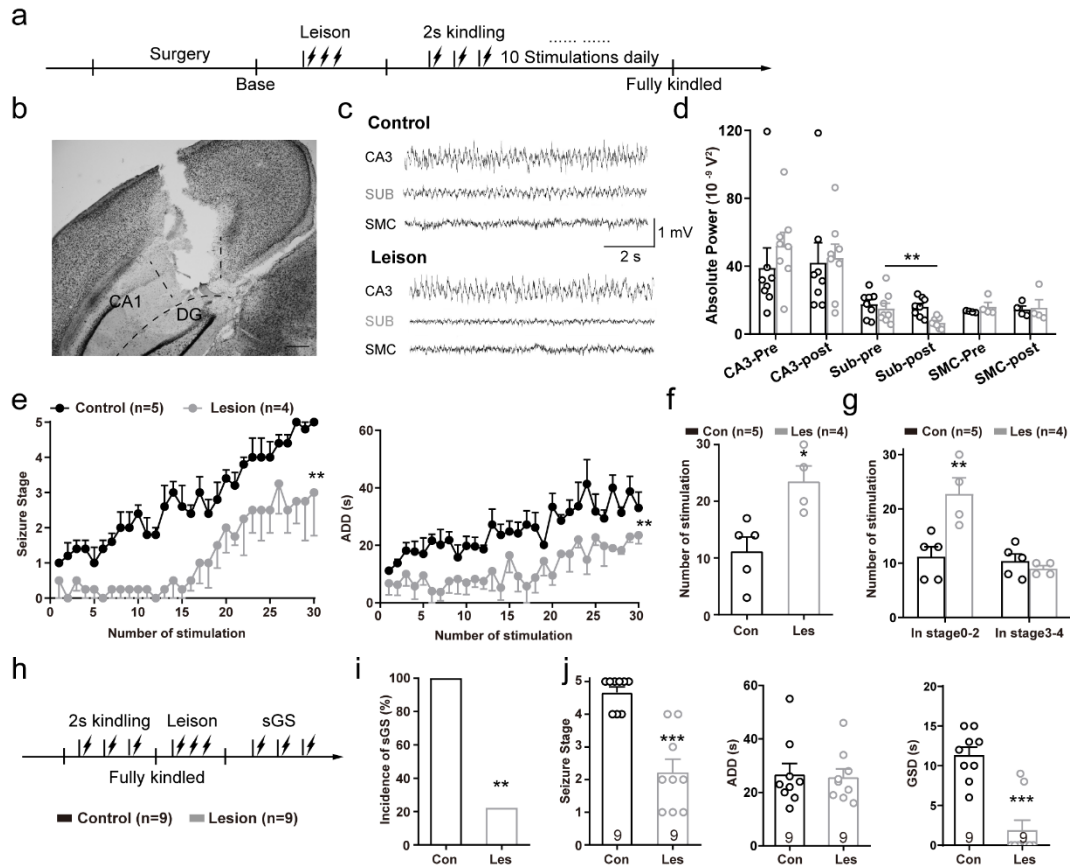 a
Surgery
Base
Leison
2s kindling
...... ......
10 Stimulations daily
Fully kindled
b
CA1
DG
c
Control
CA3
SUB
SMC
1 mV
2 s
Leison
CA3
SUB
SMC
d
Absolute Power (10 -9 V2)
120
80
40
0
**
CA3-Pre
CA3-post
Sub-pre
Sub-post
SMC-Pre
SMC-post
e
Control (n=5)
Lesion (n=4)
Seizure Stage
5
4
3
2
1
0
**
0 5 10 15 20 25 30
Number of stimulation
ADD (s)
60
40
20
0
**
0 5 10 15 20 25 30
Number of stimulation
f
Con (n=5) Les (n=4)
Number of stimulation
30
20
10
0
*
Con Les
g
Con (n=5) Les (n=4)
Number of stimulation
40
30
20
10
0
**
In stage0-2 In stage3-4
h
2s kindling
Leison
sGS
Fully kindled
Control (n=9)
Lesion (n=9)
i
Incidence of sGS (%)
100
80
60
40
20
0
**
Con Les
j
Seizure Stage
5
4
3
2
1
0
***
9 9
Con Les
ADD (s)
60
40
20
0
9 9
Con Les
GSD (s)
20
15
10
5
0
***
9 9
Con Les